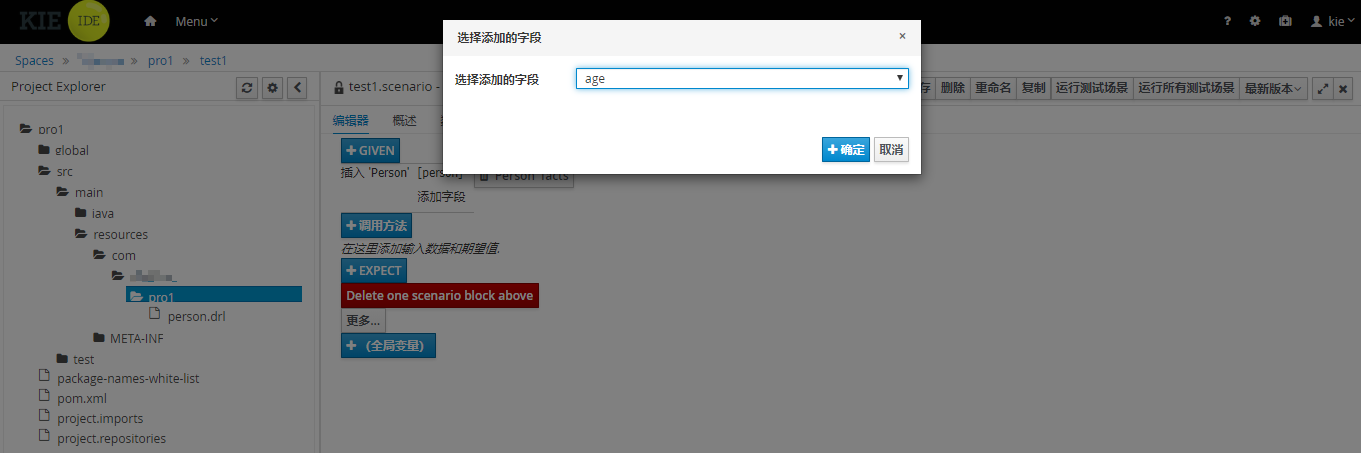 KIE IDE Menu ? kie
选择添加的字段 ×
Spaces » » pro1 » test1
选择添加的字段 age
Project Explorer
test1.scenario - 存 删除 重命名 复制 运行测试场景 运行所有测试场景 最新版本
编辑器 概述
pro1
+ GIVEN
+ 确定 取消
global
插入 'Person' [person] Person facts
src
main
添加字段
java
+ 调用方法
resources
在这里添加输入数据和期望值.
com
+ EXPECT
pro1
Delete one scenario block above
person.drl
更多...
META-INF
+ （全局变量）
test
package-names-white-list
pom.xml
project.imports
project.repositories